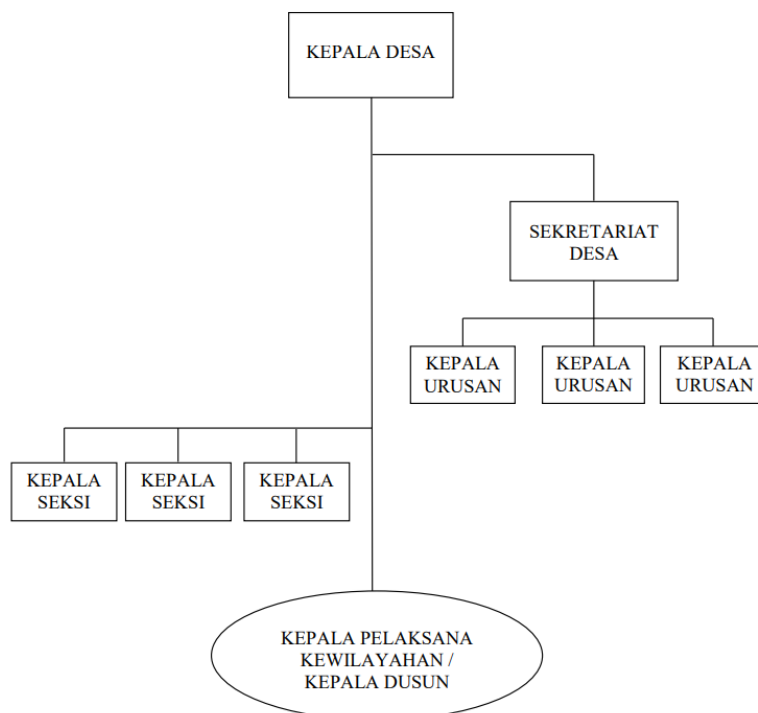 KEPALA DESA
SEKRETARIAT
DESA
KEPALA
URUSAN
KEPALA
URUSAN
KEPALA
URUSAN
KEPALA
SEKSI
KEPALA
SEKSI
KEPALA
SEKSI
KEPALA PELAKSANA
KEWILAYAHAN /
KEPALA DUSUN